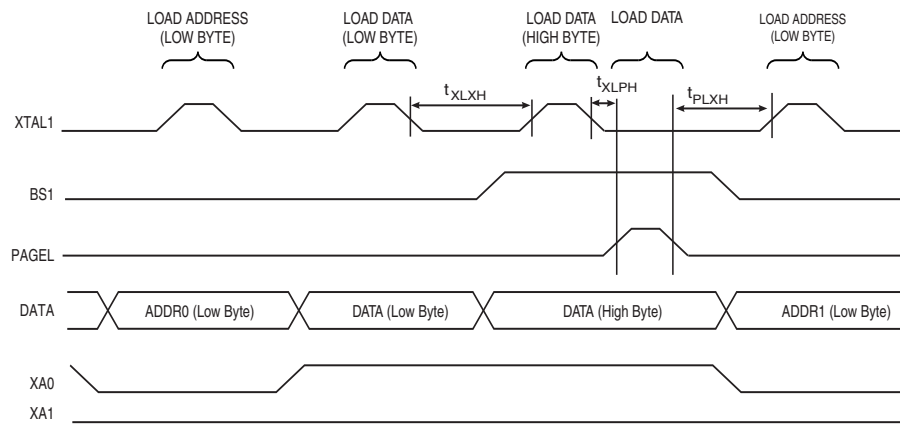 LOAD ADDRESS
(LOW BYTE)
LOAD DATA
(LOW BYTE)
LOAD DATA
(HIGH BYTE)
LOAD DATA
LOAD ADDRESS
(LOW BYTE)
tXLXH
tXLPH
tPLXH
XTAL1
BS1
PAGEL
DATA
ADDR0 (Low Byte)
DATA (Low Byte)
DATA (High Byte)
ADDR1 (Low Byte)
XA0
XA1